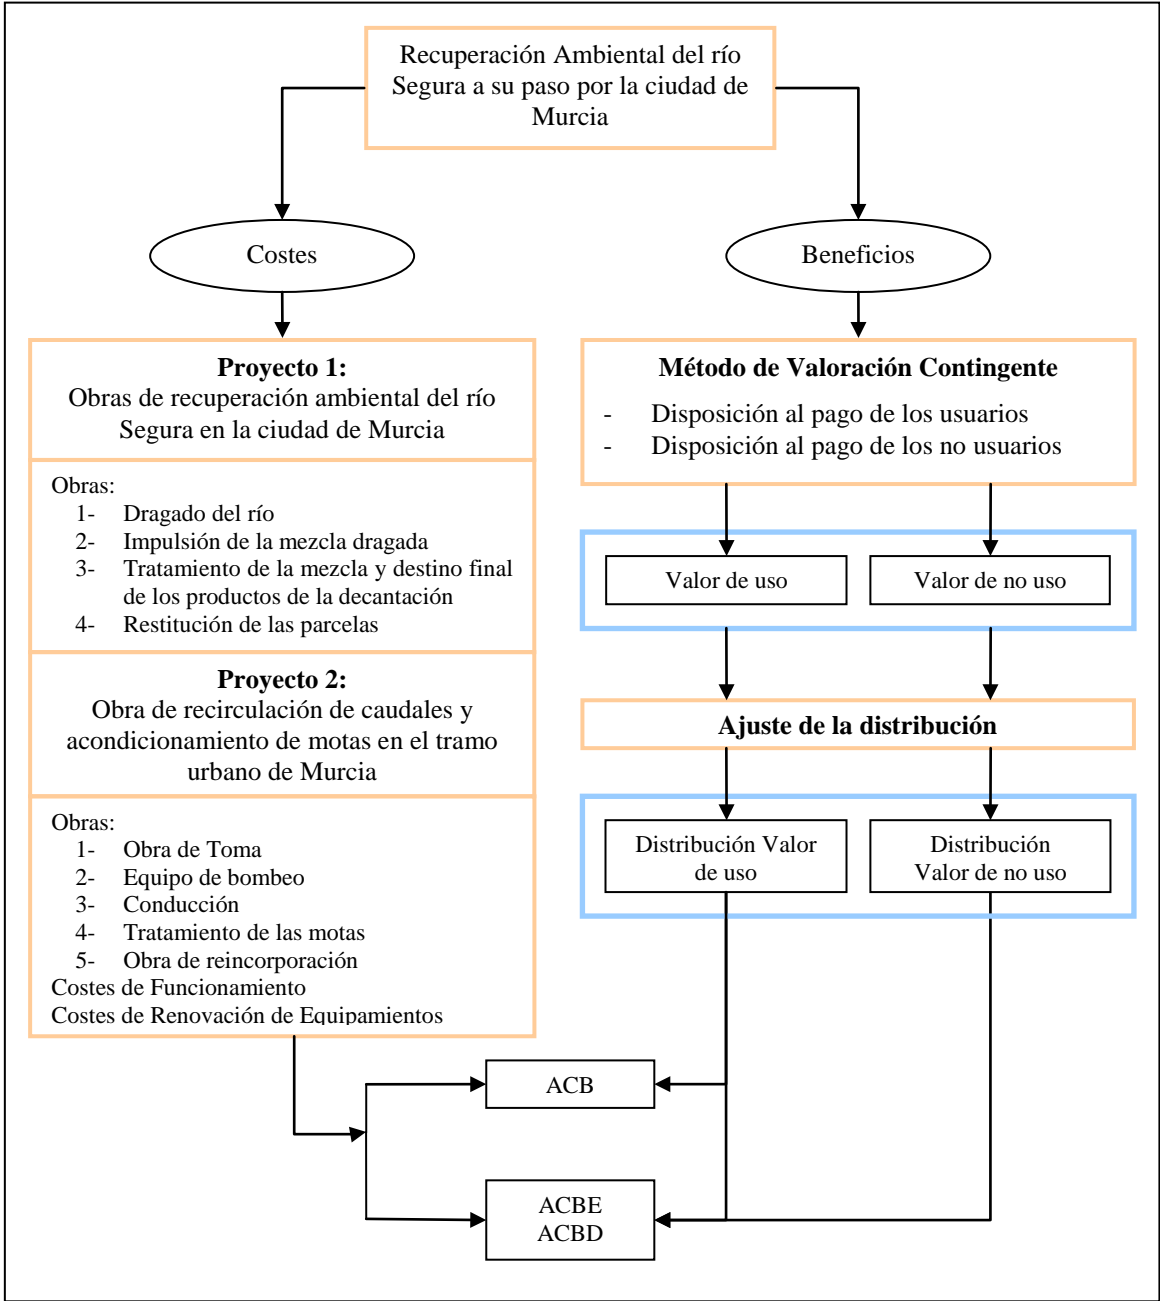 Recuperación Ambiental del río
Segura a su paso por la ciudad de
Murcia
Costes
Beneficios
Proyecto 1:
Obras de recuperación ambiental del río
Segura en la ciudad de Murcia
Obras:
1- Dragado del río
2- Impulsión de la mezcla dragada
3- Tratamiento de la mezcla y destino final
de los productos de la decantación
4- Restitución de las parcelas
Proyecto 2:
Obra de recirculación de caudales y
acondicionamiento de motas en el tramo
urbano de Murcia
Obras:
1- Obra de Toma
2- Equipo de bombeo
3- Conducción
4- Tratamiento de las motas
5- Obra de reincorporación
Costes de Funcionamiento
Costes de Renovación de Equipamientos
Método de Valoración Contingente
- Disposición al pago de los usuarios
- Disposición al pago de los no usuarios
Valor de uso
Valor de no uso
Ajuste de la distribución
Distribución Valor
de uso
Distribución
Valor de no uso
ACB
ACBE
ACBD